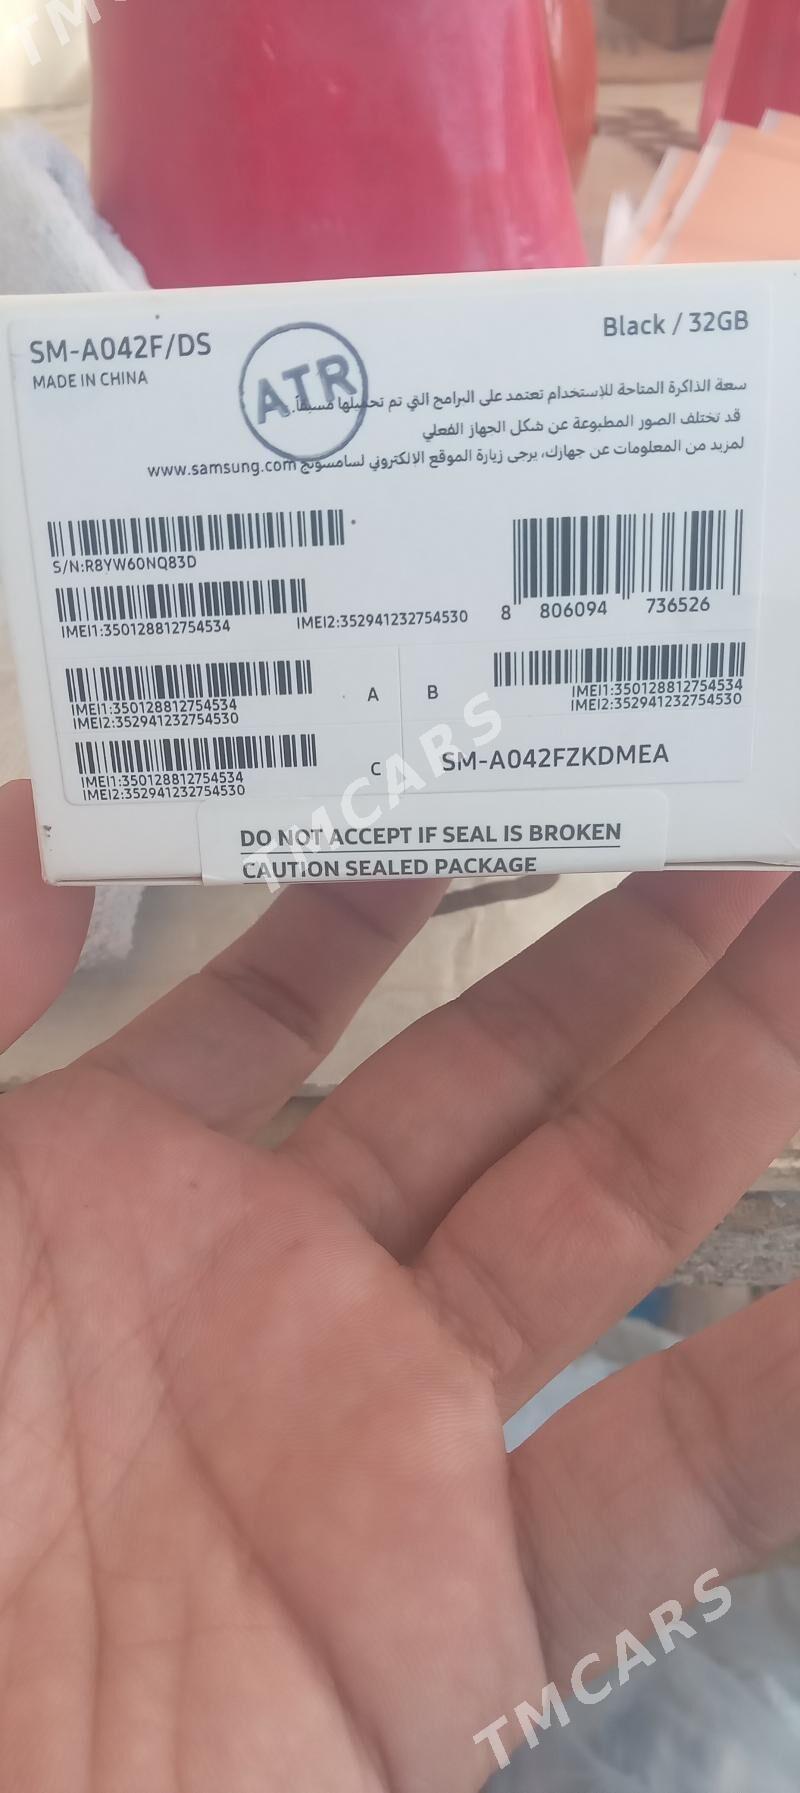 SM-A042F/DS
MADE IN CHINA
ATR
Black / 32GB
سعة الذاكرة المتاحة للإستخدام تعتمد على البرامج التي تم تحميلها مسبقاً.
قد تختلف الصور المطبوعة عن شكل الجهاز الفعلي
لمزيد من المعلومات عن جهازك، يرجى زيارة الموقع الإلكتروني لسامسونج www.samsung.com
S/N:R8YW60NQ83D
IMEI1:350128812754534
IMEI2:352941232754530
8 806094 736526
IMEI1:350128812754534
IMEI2:352941232754530
A
B
IMEI1:350128812754534
IMEI2:352941232754530
IMEI1:350128812754534
IMEI2:352941232754530
C
SM-A042FZKDMEA
DO NOT ACCEPT IF SEAL IS BROKEN
CAUTION SEALED PACKAGE
TMCARS
TMCARS